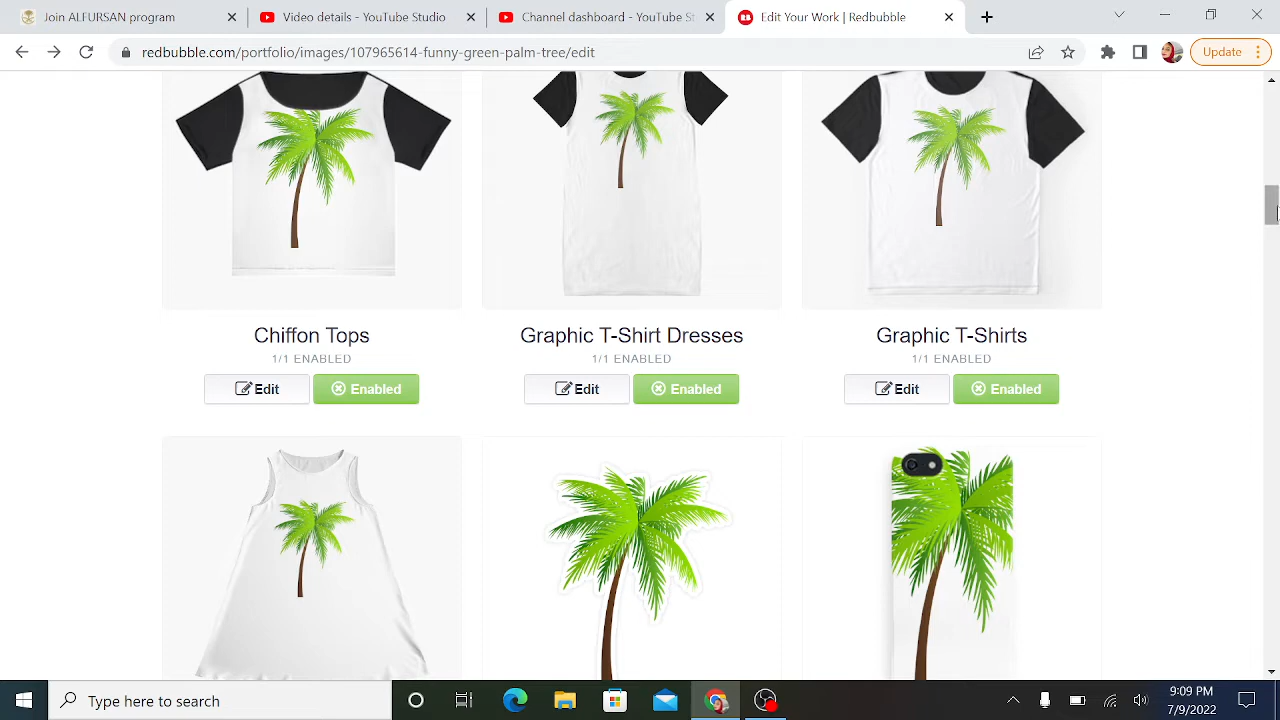 Join ALFURSAN program
Video details - YouTube Studio
Channel dashboard - YouTube St
RB
Edit Your Work | Redbubble
redbubble.com/portfolio/images/107965614-funny-green-palm-tree/edit
Update
Chiffon Tops
1/1 ENABLED
Edit
Enabled
Graphic T-Shirt Dresses
1/1 ENABLED
Edit
Enabled
Graphic T-Shirts
1/1 ENABLED
Edit
Enabled
Type here to search
9:09 PM
7/9/2022